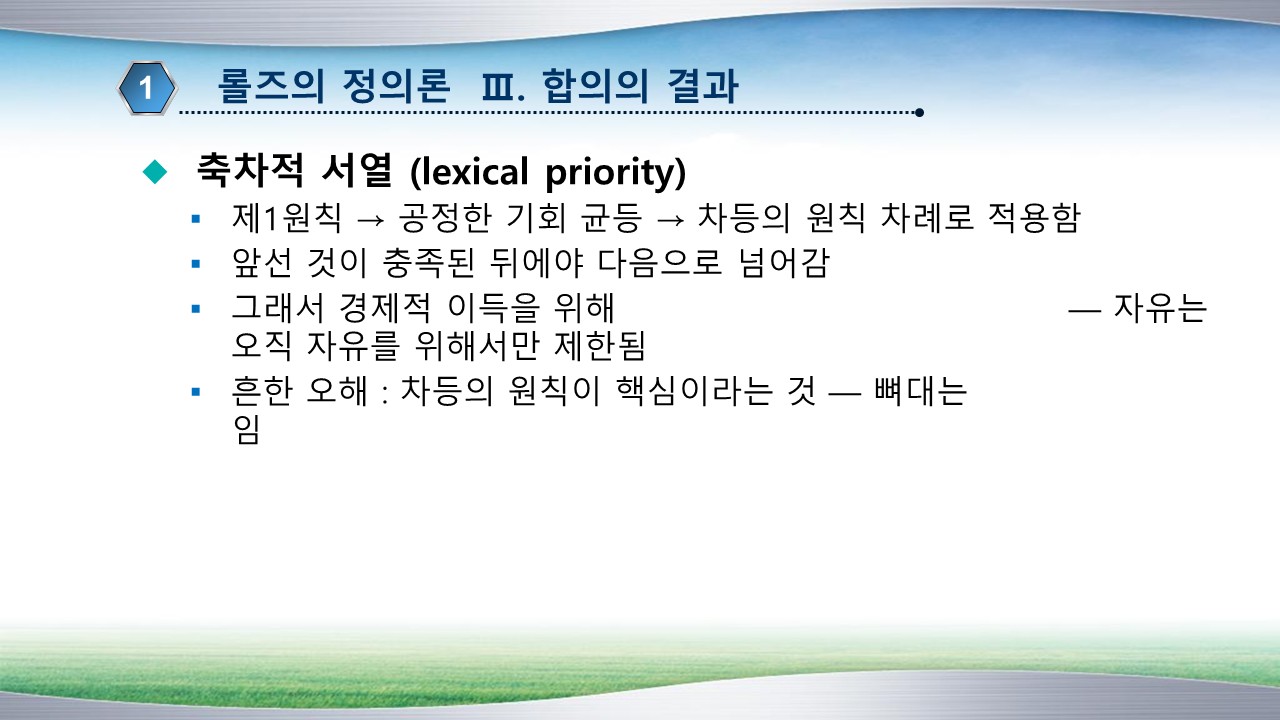 1
롤즈의 정의론 Ⅲ. 합의의 결과
◆ 축차적 서열 (lexical priority)
▪ 제1원칙 → 공정한 기회 균등 → 차등의 원칙 차례로 적용함
▪ 앞선 것이 충족된 뒤에야 다음으로 넘어감
▪ 그래서 경제적 이득을 위해 — 자유는
오직 자유를 위해서만 제한됨
▪ 흔한 오해 : 차등의 원칙이 핵심이라는 것 — 뼈대는
임